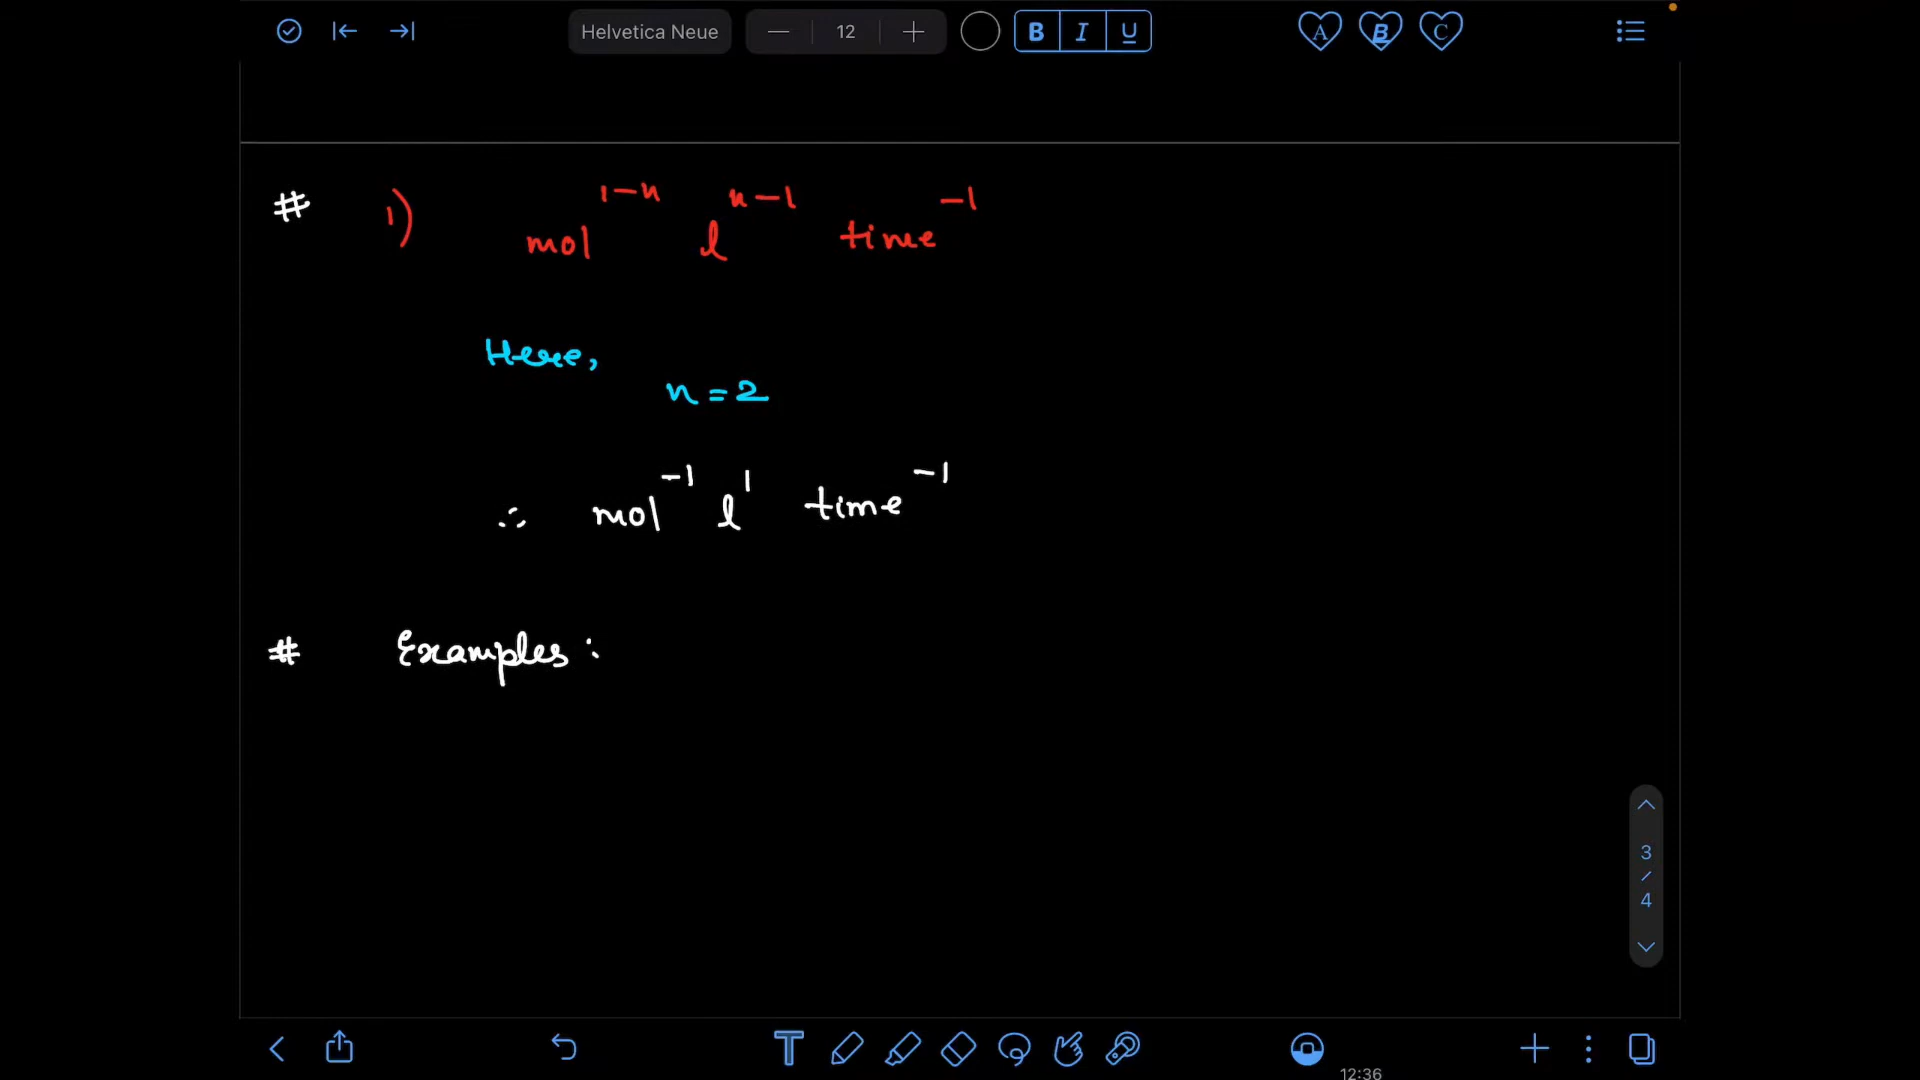 Helvetica Neue — 12 + B I U A B C
# 1) mol^{1-n} l^{n-1} time^{-1}
Here,
n = 2
∴ mol^{-1} l^{1} time^{-1}
# Examples :
3
/
4
T
12:36